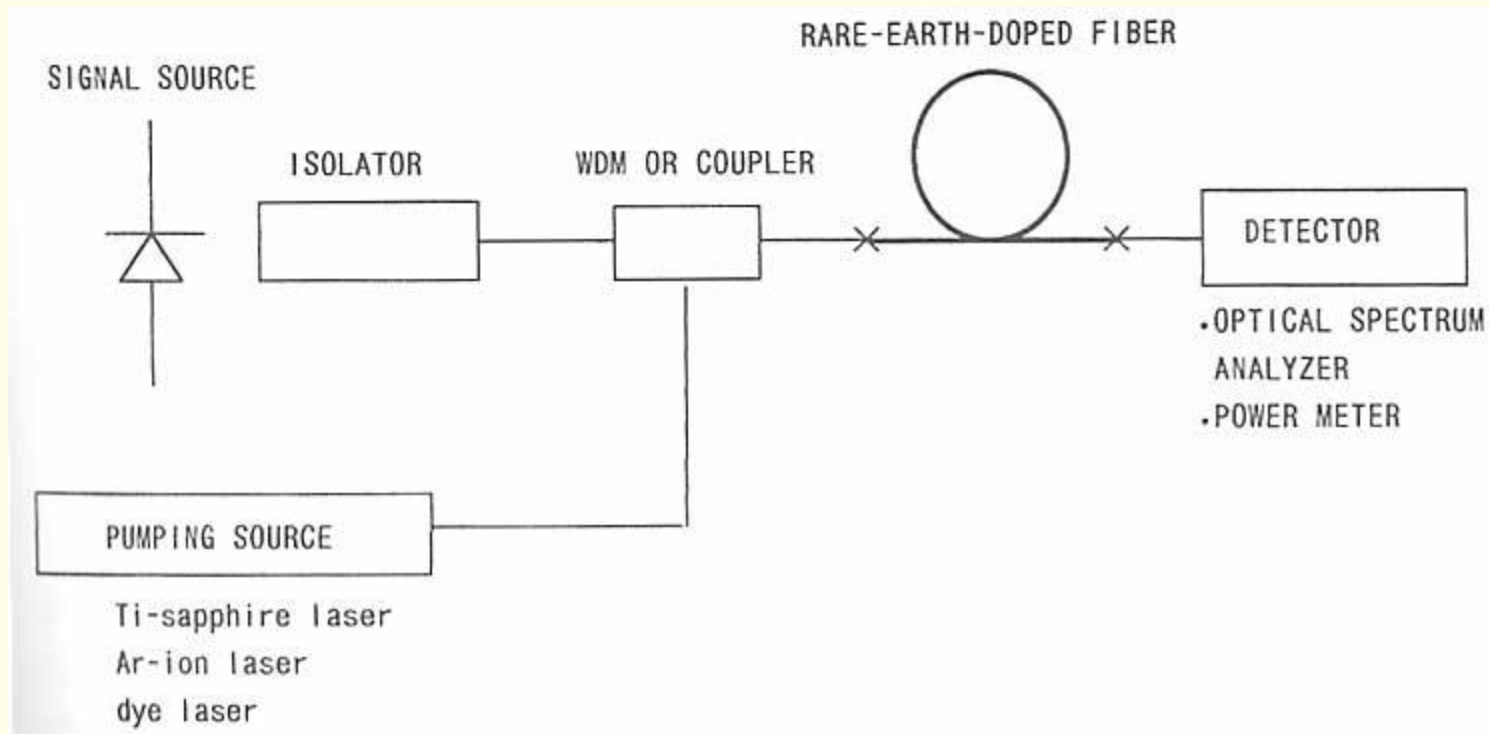 RARE-EARTH-DOPED FIBER
SIGNAL SOURCE
ISOLATOR
WDM OR COUPLER
DETECTOR
•OPTICAL SPECTRUM
ANALYZER
•POWER METER
PUMPING SOURCE
Ti-sapphire laser
Ar-ion laser
dye laser